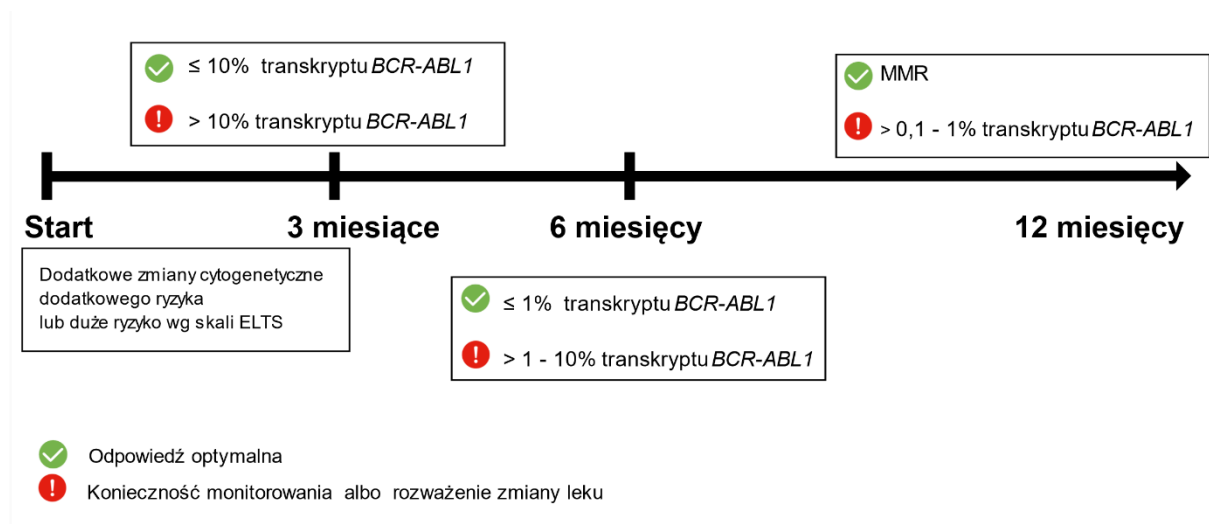 ≤ 10% transkryptu BCR-ABL1
> 10% transkryptu BCR-ABL1
MMR
> 0,1 - 1% transkryptu BCR-ABL1
Start
3 miesiące
6 miesięcy
12 miesięcy
Dodatkowe zmiany cytogenetyczne
dodatkowego ryzyka
lub duże ryzyko wg skali ELTS
≤ 1% transkryptu BCR-ABL1
> 1 - 10% transkryptu BCR-ABL1
Odpowiedź optymalna
Konieczność monitorowania albo rozważenie zmiany leku